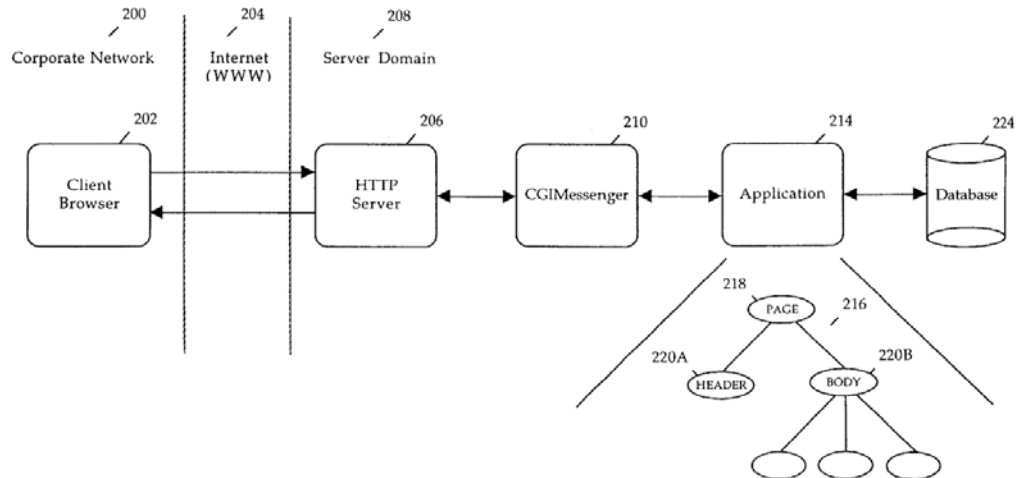 200
204
208
Corporate Network
Internet
(WWW)
Server Domain
202
206
210
214
224
Client
Browser
HTTP
Server
CGIMessenger
Application
Database
218
PAGE
216
220A
HEADER
220B
BODY